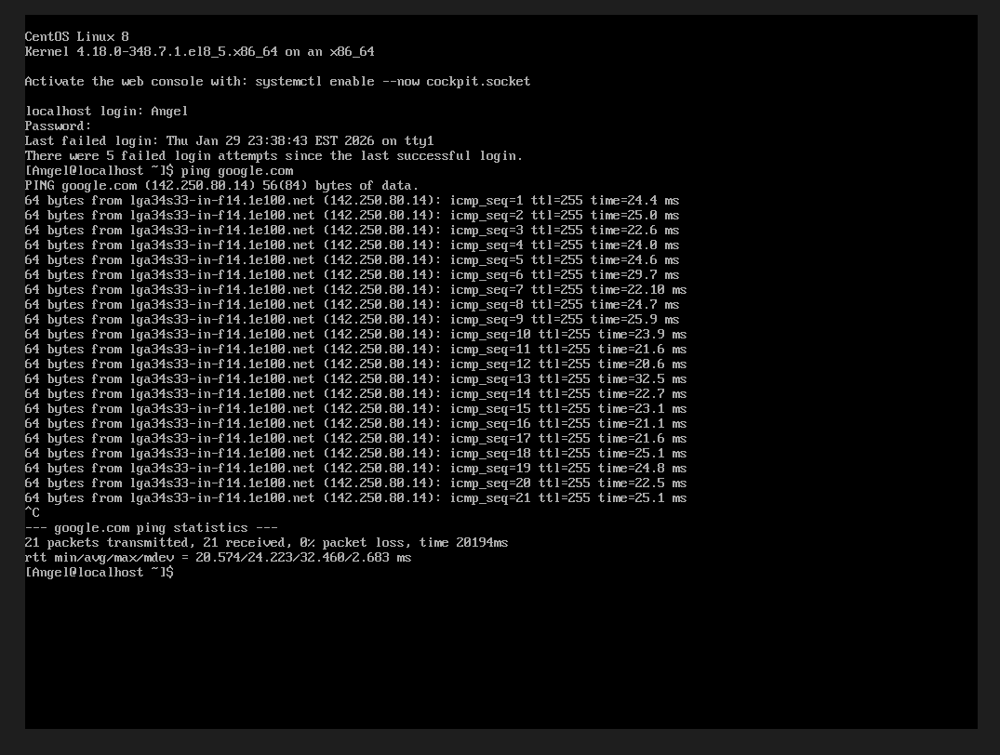 CentOS Linux 8
Kernel 4.18.0-348.7.1.el8_5.x86_64 on an x86_64
Activate the web console with: systemctl enable --now cockpit.socket
localhost login: Angel
Password:
Last failed login: Thu Jan 29 23:38:43 EST 2026 on tty1
There were 5 failed login attempts since the last successful login.
[Angel@localhost ~]$ ping google.com
PING google.com (142.250.80.14) 56(84) bytes of data.
64 bytes from lga34s33-in-f14.1e100.net (142.250.80.14): icmp_seq=1 ttl=255 time=24.4 ms
64 bytes from lga34s33-in-f14.1e100.net (142.250.80.14): icmp_seq=2 ttl=255 time=25.0 ms
64 bytes from lga34s33-in-f14.1e100.net (142.250.80.14): icmp_seq=3 ttl=255 time=22.6 ms
64 bytes from lga34s33-in-f14.1e100.net (142.250.80.14): icmp_seq=4 ttl=255 time=24.0 ms
64 bytes from lga34s33-in-f14.1e100.net (142.250.80.14): icmp_seq=5 ttl=255 time=24.6 ms
64 bytes from lga34s33-in-f14.1e100.net (142.250.80.14): icmp_seq=6 ttl=255 time=29.7 ms
64 bytes from lga34s33-in-f14.1e100.net (142.250.80.14): icmp_seq=7 ttl=255 time=22.10 ms
64 bytes from lga34s33-in-f14.1e100.net (142.250.80.14): icmp_seq=8 ttl=255 time=24.7 ms
64 bytes from lga34s33-in-f14.1e100.net (142.250.80.14): icmp_seq=9 ttl=255 time=25.9 ms
64 bytes from lga34s33-in-f14.1e100.net (142.250.80.14): icmp_seq=10 ttl=255 time=23.9 ms
64 bytes from lga34s33-in-f14.1e100.net (142.250.80.14): icmp_seq=11 ttl=255 time=21.6 ms
64 bytes from lga34s33-in-f14.1e100.net (142.250.80.14): icmp_seq=12 ttl=255 time=20.6 ms
64 bytes from lga34s33-in-f14.1e100.net (142.250.80.14): icmp_seq=13 ttl=255 time=32.5 ms
64 bytes from lga34s33-in-f14.1e100.net (142.250.80.14): icmp_seq=14 ttl=255 time=22.7 ms
64 bytes from lga34s33-in-f14.1e100.net (142.250.80.14): icmp_seq=15 ttl=255 time=23.1 ms
64 bytes from lga34s33-in-f14.1e100.net (142.250.80.14): icmp_seq=16 ttl=255 time=21.1 ms
64 bytes from lga34s33-in-f14.1e100.net (142.250.80.14): icmp_seq=17 ttl=255 time=21.6 ms
64 bytes from lga34s33-in-f14.1e100.net (142.250.80.14): icmp_seq=18 ttl=255 time=25.1 ms
64 bytes from lga34s33-in-f14.1e100.net (142.250.80.14): icmp_seq=19 ttl=255 time=24.8 ms
64 bytes from lga34s33-in-f14.1e100.net (142.250.80.14): icmp_seq=20 ttl=255 time=22.5 ms
64 bytes from lga34s33-in-f14.1e100.net (142.250.80.14): icmp_seq=21 ttl=255 time=25.1 ms
^C
--- google.com ping statistics ---
21 packets transmitted, 21 received, 0% packet loss, time 20194ms
rtt min/avg/max/mdev = 20.574/24.223/32.460/2.683 ms
[Angel@localhost ~]$